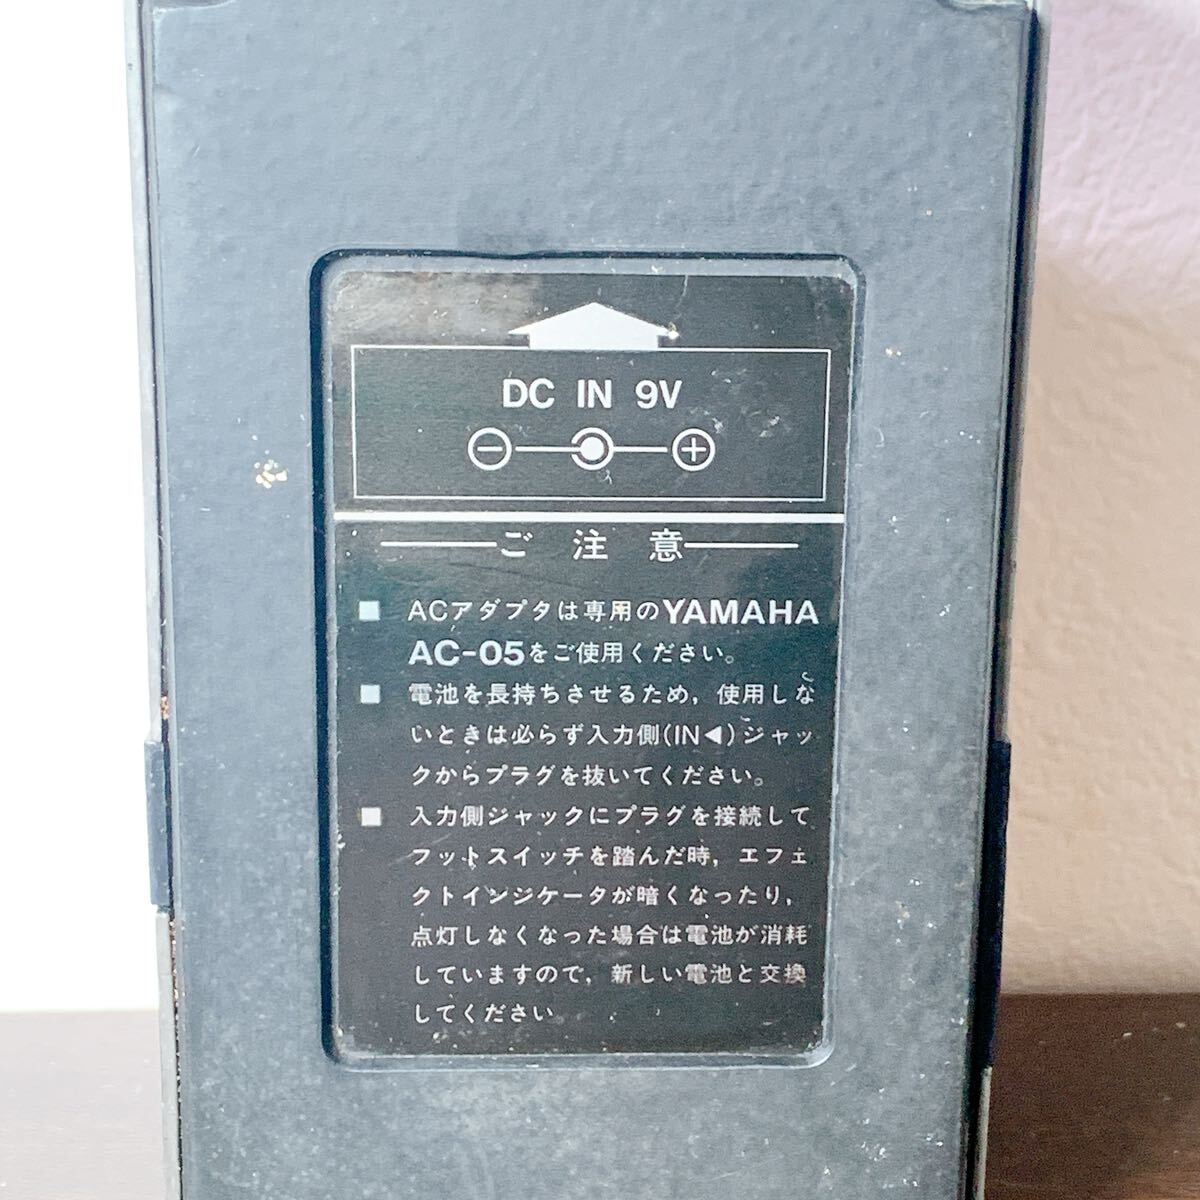 DC IN 9V
ご注意
■ ACアダプタは専用のYAMAHA
AC-05をご使用ください。
■ 電池を長持ちさせるため，使用しな
いときは必らず入力側(IN◀)ジャッ
クからプラグを抜いてください。
■ 入力側ジャックにプラグを接続して
フットスイッチを踏んだ時，エフェ
クトインジケータが暗くなったり，
点灯しなくなった場合は電池が消耗
していますので，新しい電池と交換
してください